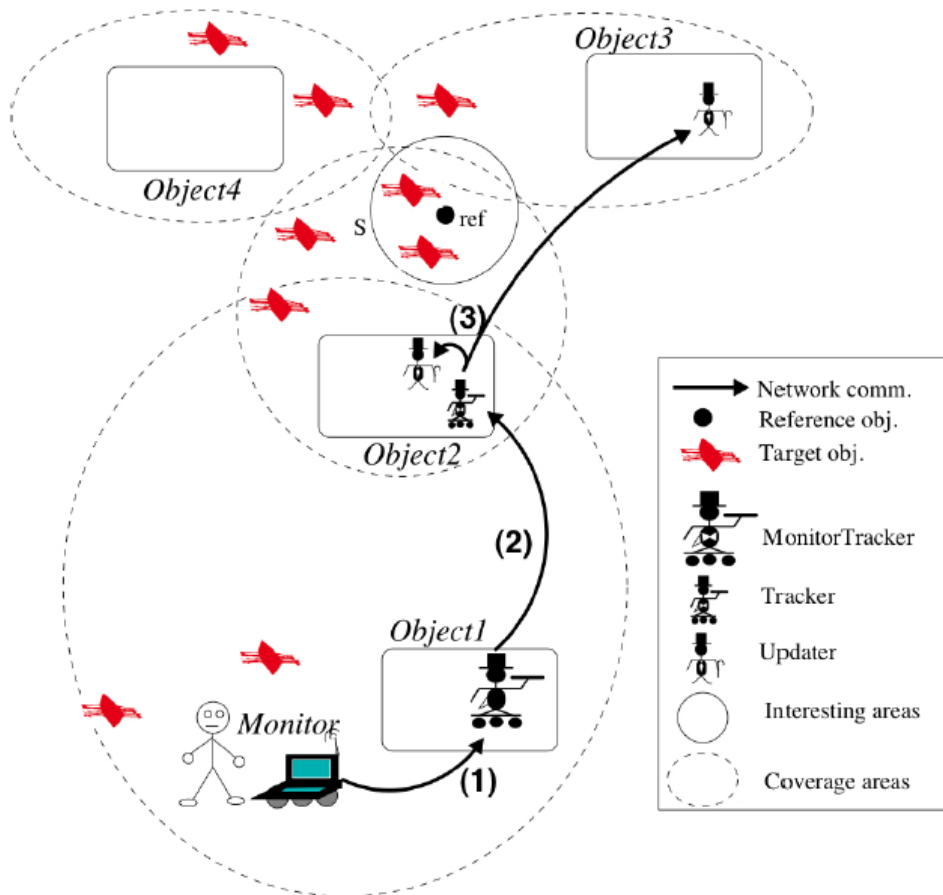 Object3
Object4
S
ref
(3)
Object2
(2)
Object1
Monitor
(1)
Network comm.
Reference obj.
Target obj.
MonitorTracker
Tracker
Updater
Interesting areas
Coverage areas